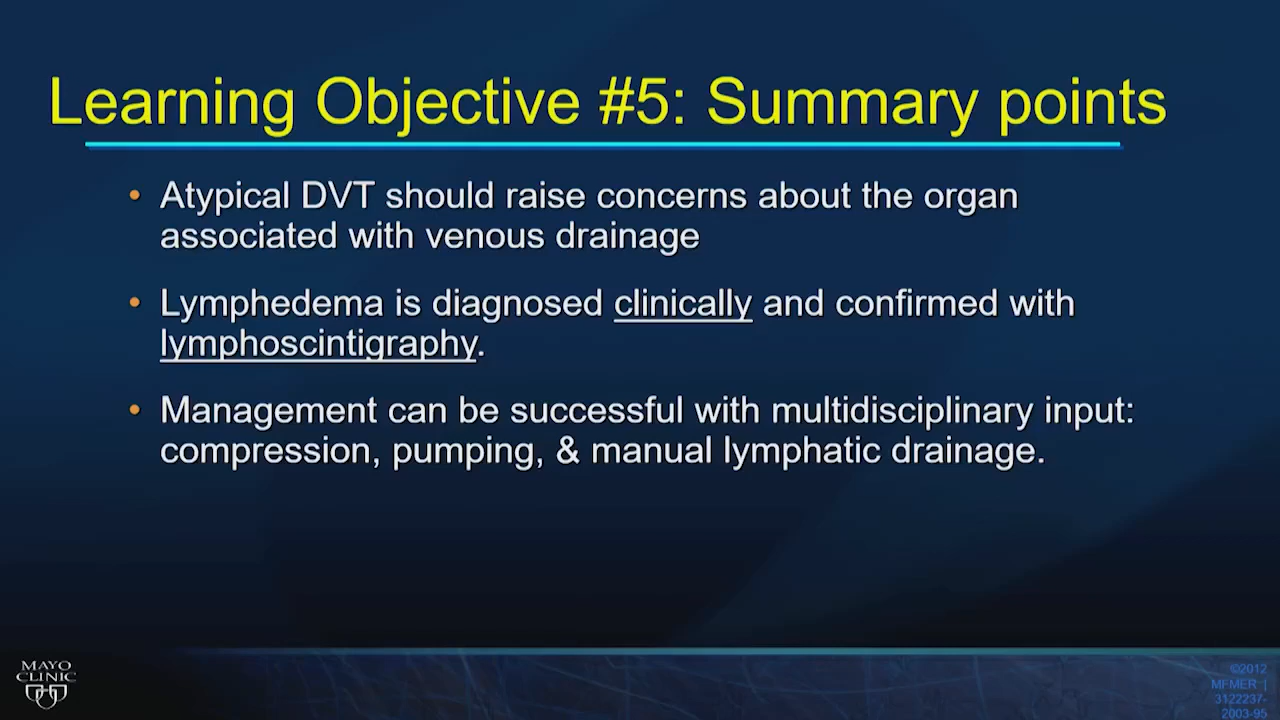 Learning Objective #5: Summary points
• Atypical DVT should raise concerns about the organ
associated with venous drainage
• Lymphedema is diagnosed clinically and confirmed with
lymphoscintigraphy.
• Management can be successful with multidisciplinary input:
compression, pumping, & manual lymphatic drainage.
MAYO
CLINIC
©2012
MFMER |
3122237-
2003-95